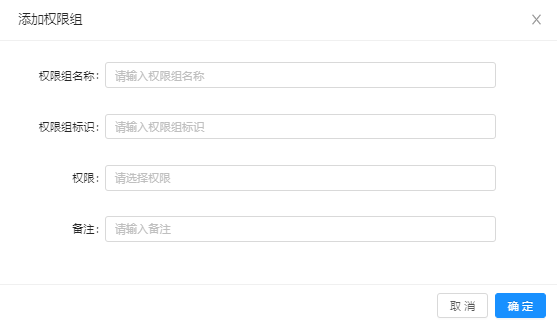 添加权限组
权限组名称：
请输入权限组名称
权限组标识：
请输入权限组标识
权限：
请选择权限
备注：
请输入备注
取 消
确 定